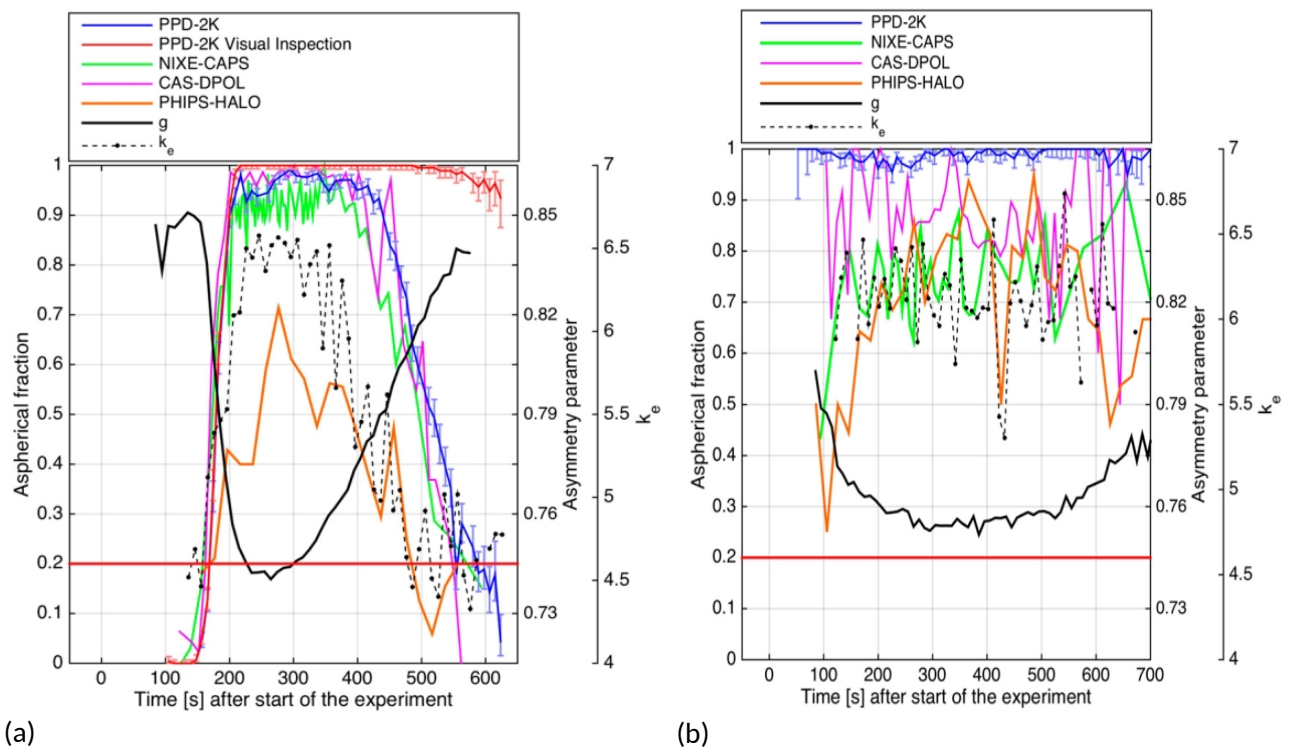 PPD-2K
PPD-2K Visual Inspection
NIXE-CAPS
CAS-DPOL
PHIPS-HALO
g
k_e
1
0.9
0.8
0.7
0.6
0.5
0.4
0.3
0.2
0.1
0
Aspherical fraction
0
100
200
300
400
500
600
Time [s] after start of the experiment
0.85
0.82
0.79
0.76
0.73
Asymmetry parameter
7
6.5
6
5.5
5
4.5
4
k_e
(a)
PPD-2K
NIXE-CAPS
CAS-DPOL
PHIPS-HALO
g
k_e
1
0.9
0.8
0.7
0.6
0.5
0.4
0.3
0.2
0.1
0
Aspherical fraction
0
100
200
300
400
500
600
700
Time [s] after start of the experiment
0.85
0.82
0.79
0.76
0.73
Asymmetry parameter
7
6.5
6
5.5
5
4.5
4
k_e
(b)